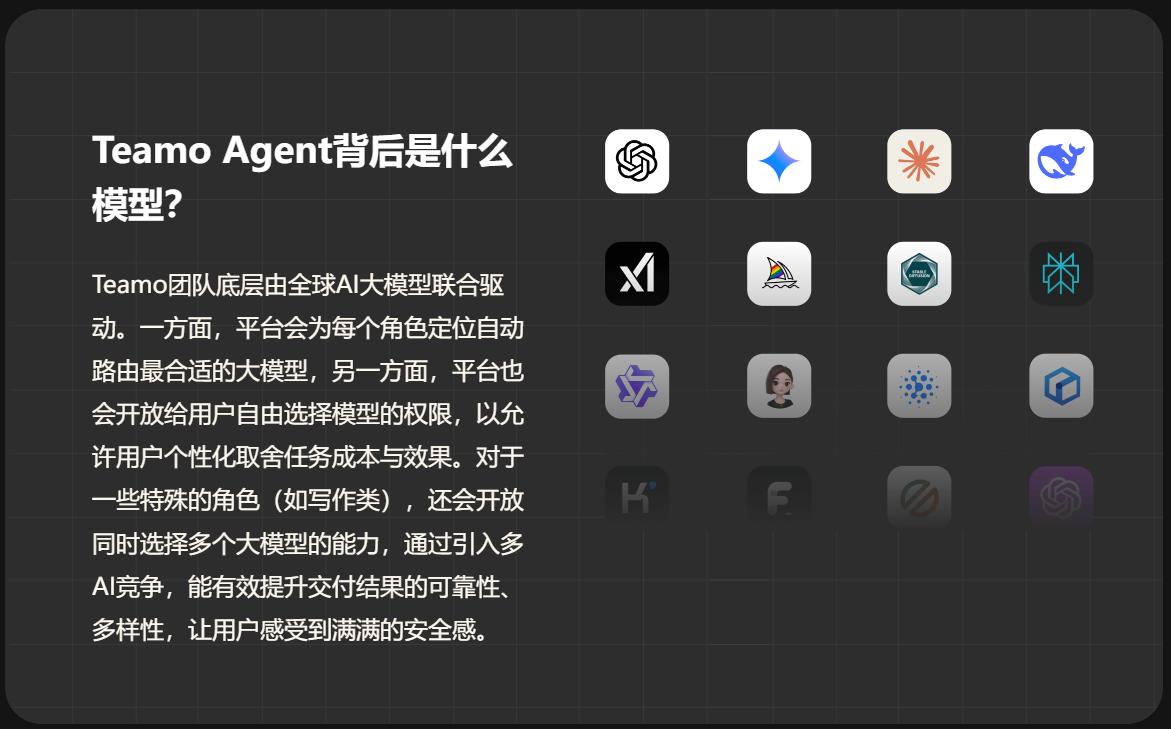 Teamo Agent背后是什么
模型？
Teamo团队底层由全球AI大模型联合驱
动。一方面，平台会为每个角色定位自动
路由最合适的大模型，另一方面，平台也
会开放给用户自由选择模型的权限，以允
许用户个性化取舍任务成本与效果。对于
一些特殊的角色（如写作类），还会开放
同时选择多个大模型的能力，通过引入多
AI竞争，能有效提升交付结果的可靠性、
多样性，让用户感受到满满的安全感。
STABLE
DIFFUSION
K
F